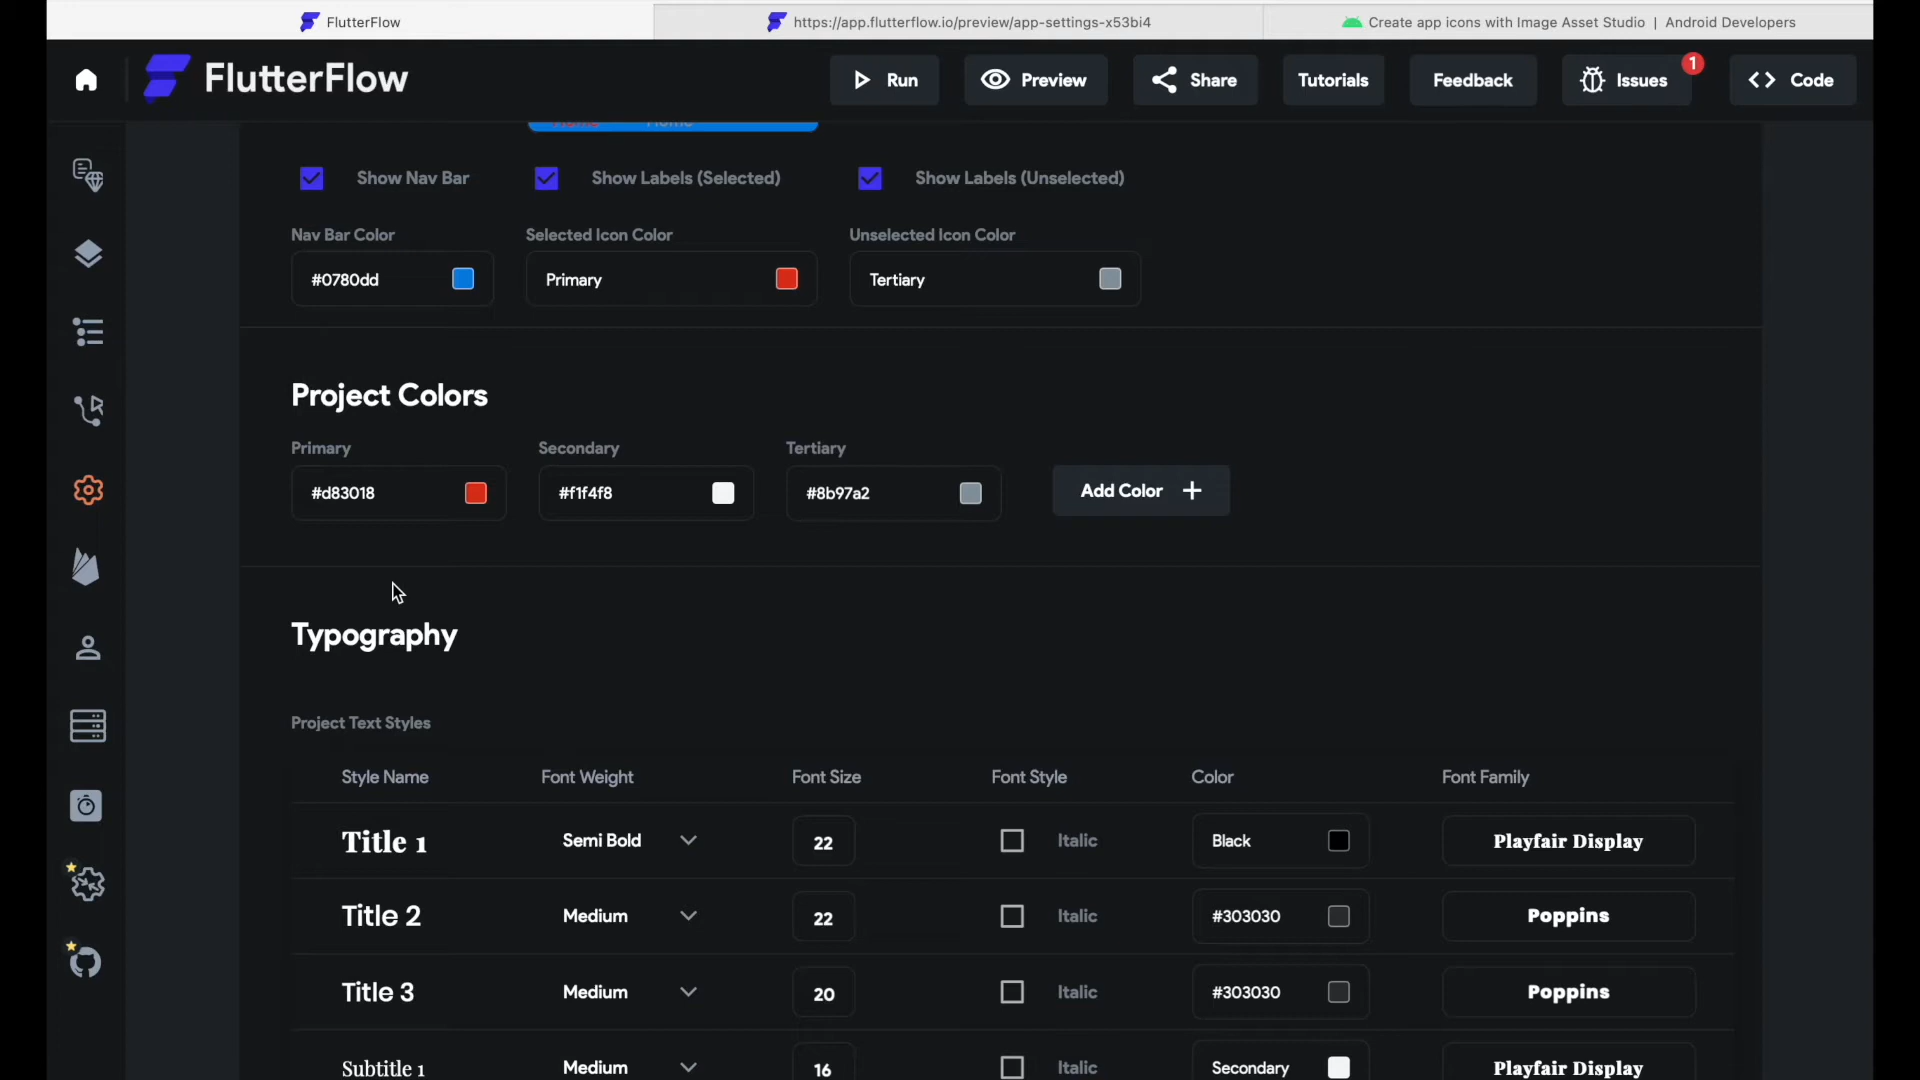 FlutterFlow
https://app.flutterflow.io/preview/app-settings-x53bi4
Create app icons with Image Asset Studio | Android Developers
FlutterFlow
Run
Preview
Share
Tutorials
Feedback
Issues
1
Code
Show Nav Bar
Show Labels (Selected)
Show Labels (Unselected)
Nav Bar Color
Selected Icon Color
Unselected Icon Color
#0780dd
Primary
Tertiary
Project Colors
Primary
Secondary
Tertiary
#d83018
#f1f4f8
#8b97a2
Add Color +
Typography
Project Text Styles
Style Name
Font Weight
Font Size
Font Style
Color
Font Family
Title 1
Semi Bold
22
Italic
Black
Playfair Display
Title 2
Medium
22
Italic
#303030
Poppins
Title 3
Medium
20
Italic
#303030
Poppins
Subtitle 1
Medium
16
Italic
Secondary
Playfair Display